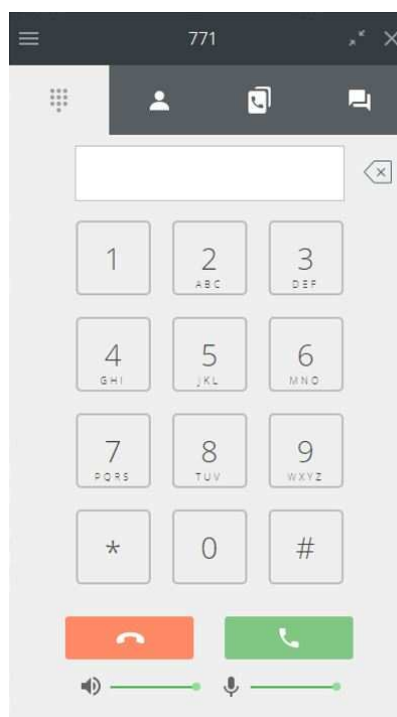 771
1 2 3
ABC DEF
4 5 6
GHI JKL MNO
7 8 9
PQRS TUV WXYZ
* 0 #